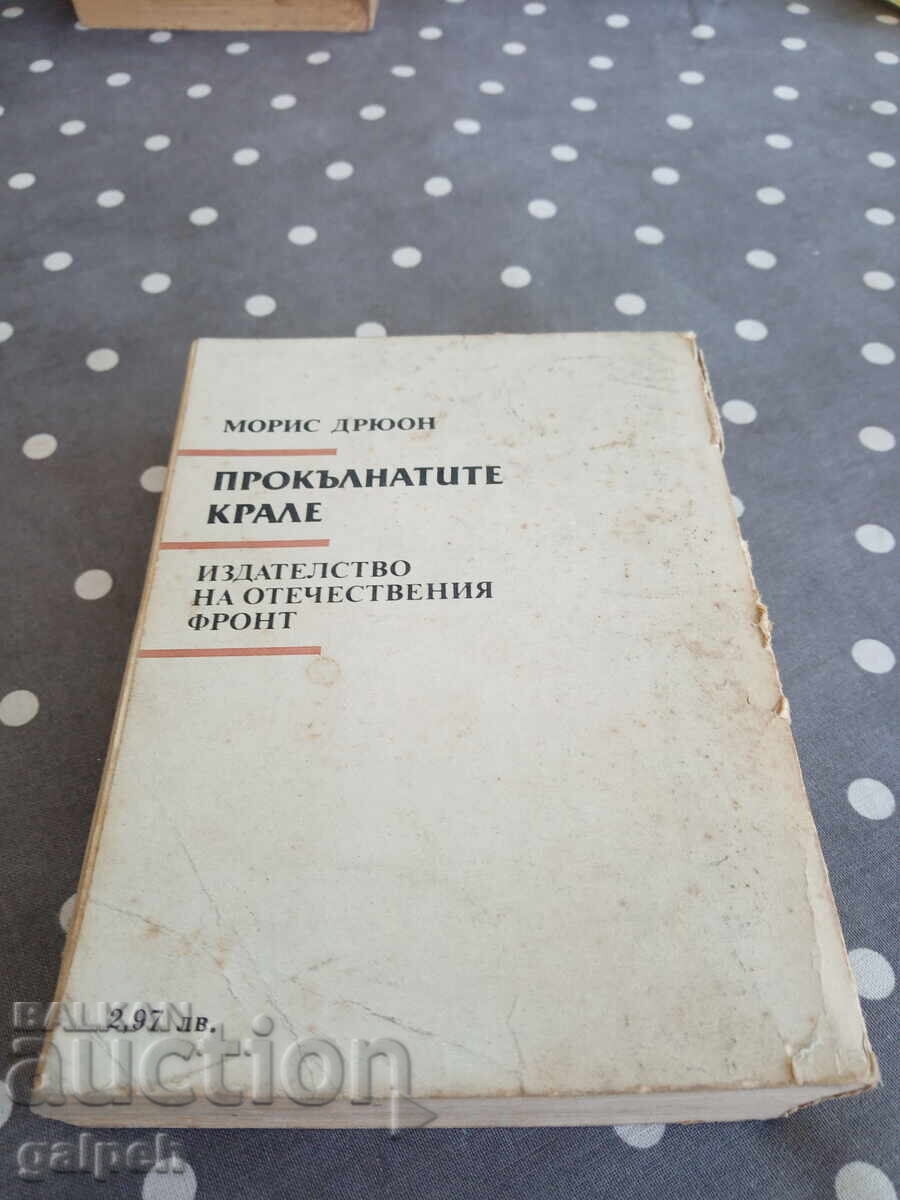 МОРИС ДРЮОН
ПРОКЪЛНАТИТЕ
КРАЛЕ
ИЗДАТЕЛСТВО
НА ОТЕЧЕСТВЕНИЯ
ФРОНТ
2,97 лв.
BALKAN
auction
galpeh